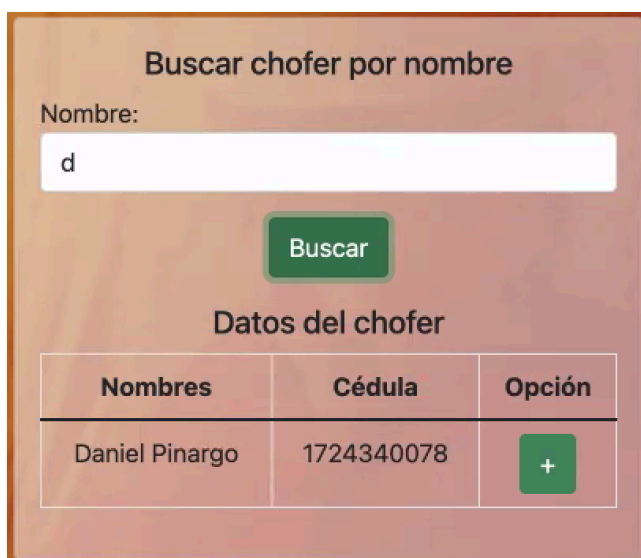 Buscar chofer por nombre
Nombre:
d
Buscar
Datos del chofer
Nombres Cédula Opción
Daniel Pinargo 1724340078 +